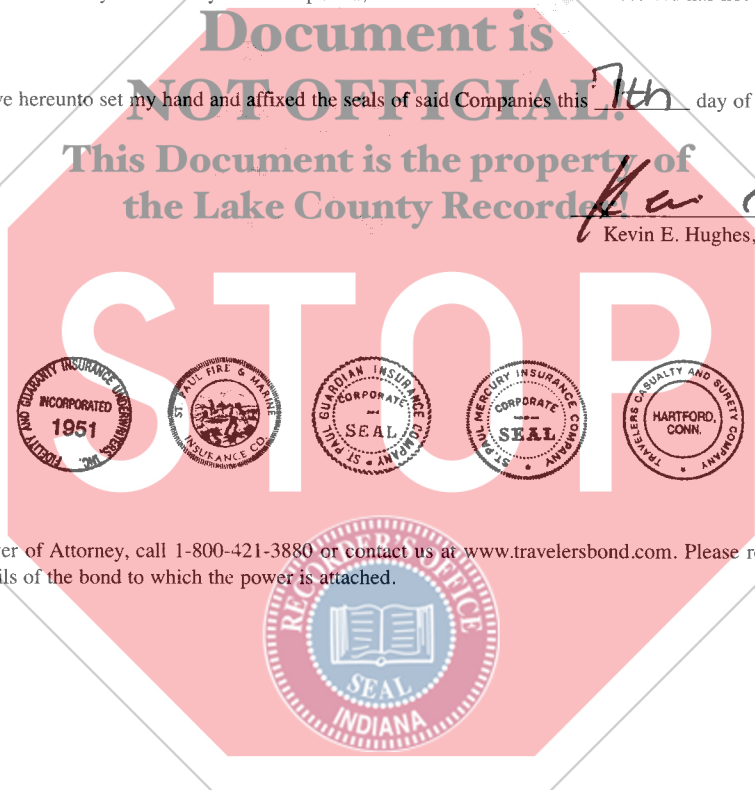 Document is
NOT OFFICIAL!
ve hereunto set my hand and affixed the seals of said Companies this 7th day of
This Document is the property of
the Lake County Recorder!
Kevin E. Hughes,
STOP
FIDELITY AND GUARANTY INSURANCE UNDERWRITERS, INC.
INCORPORATED
1951
ST PAUL FIRE & MARINE
INSURANCE CO.
ST. PAUL GUARDIAN INSURANCE COMPANY
CORPORATE
SEAL
ST. PAUL MERCURY INSURANCE COMPANY
CORPORATE
SEAL
TRAVELERS CASUALTY AND SURETY COMPANY
HARTFORD,
CONN.
er of Attorney, call 1-800-421-3880 or contact us at www.travelersbond.com. Please r
ils of the bond to which the power is attached.
RECORDER'S OFFICE
SEAL
INDIANA